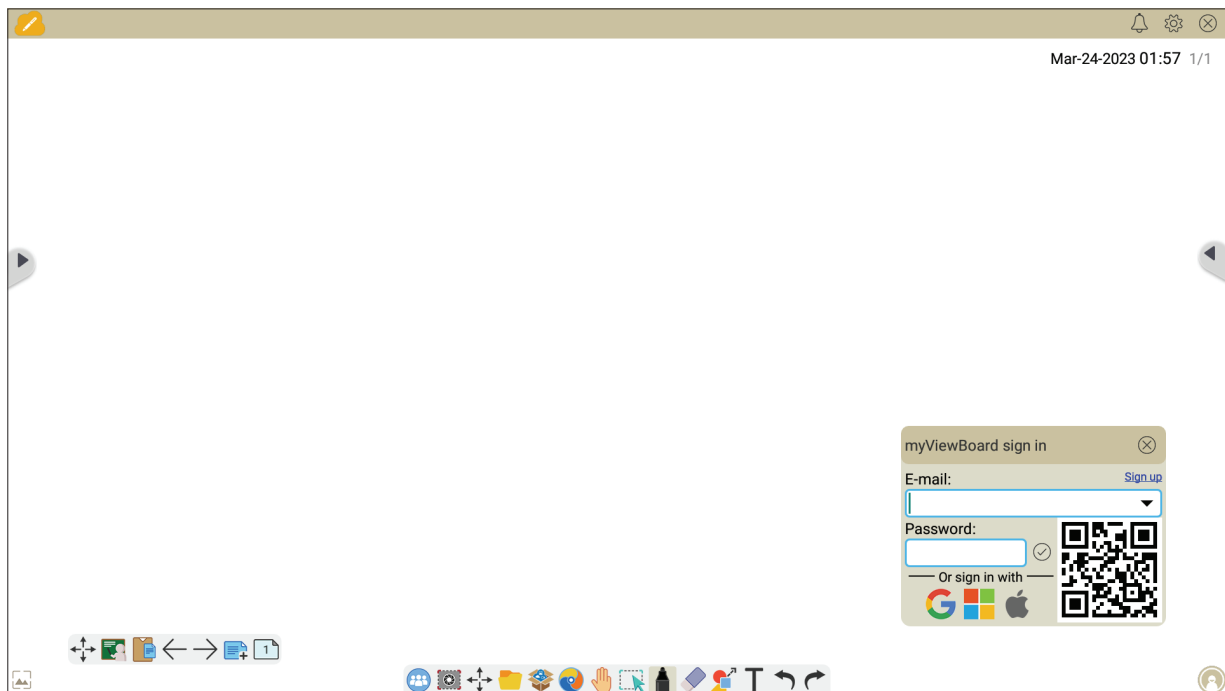 Mar-24-2023 01:57 1/1
myViewBoard sign in
E-mail:
Sign up
Password:
Or sign in with
1